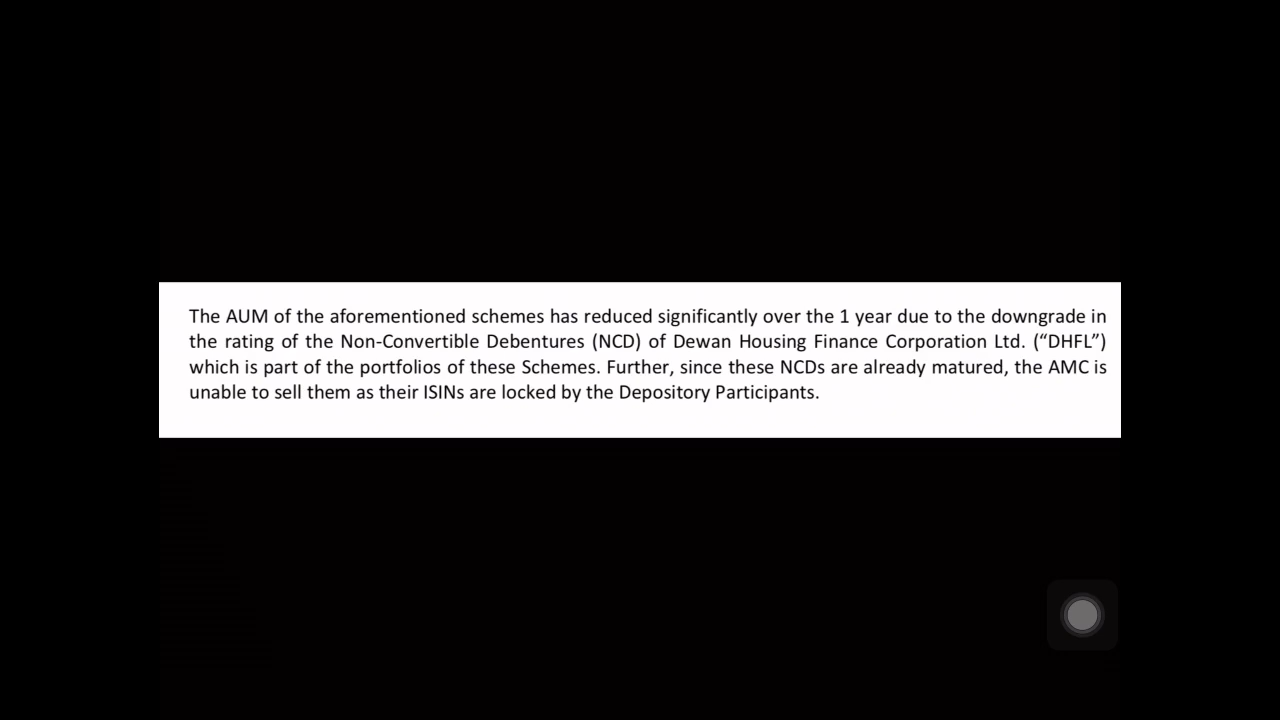 The AUM of the aforementioned schemes has reduced significantly over the 1 year due to the downgrade in
the rating of the Non-Convertible Debentures (NCD) of Dewan Housing Finance Corporation Ltd. (“DHFL”)
which is part of the portfolios of these Schemes. Further, since these NCDs are already matured, the AMC is
unable to sell them as their ISINs are locked by the Depository Participants.